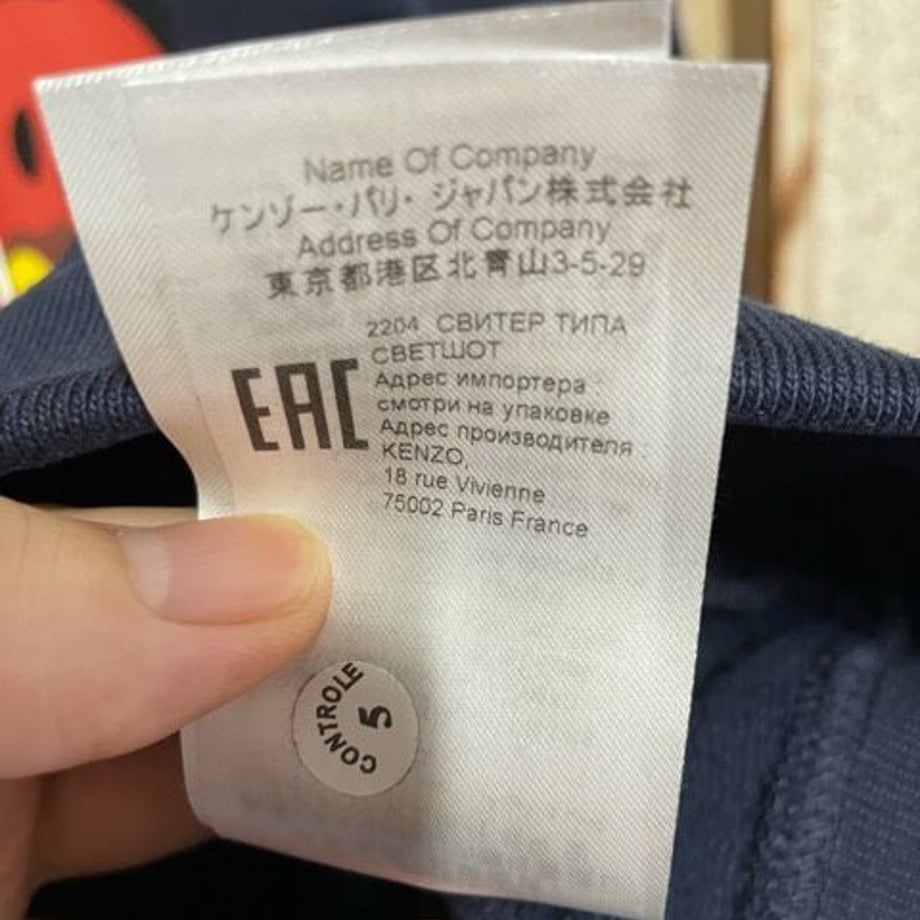 Name Of Company
ケンゾー・パリ・ジャパン株式会社
Address Of Company
東京都港区北青山3-5-29
2204 СВИТЕР ТИПА
СВЕТШОТ
EAC
Адрес импортера
смотри на упаковке
Адрес производителя
KENZO,
18 rue Vivienne
75002 Paris France
CONTROLE
5